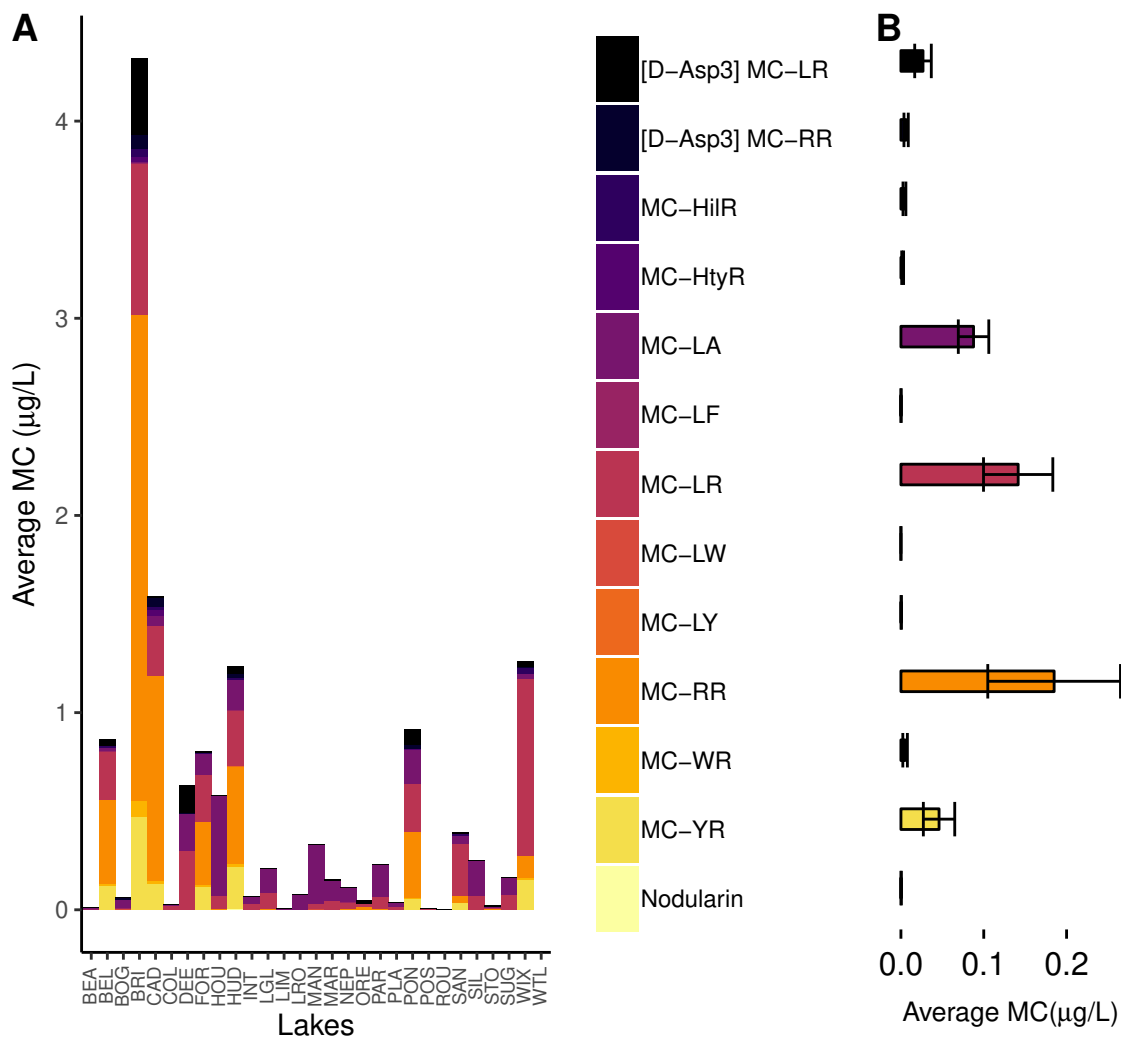 A
B
Average MC (μg/L)
4
3
2
1
0
BEA
BEL
BOG
BRI
CAD
COL
DEE
FOR
HOU
HUD
INT
LGL
LIM
LRO
MAN
MAR
NEP
ORE
PAR
PLA
PON
POS
ROU
SAN
SIL
STO
SUG
WIX
WTL
Lakes
[D−Asp3] MC−LR
[D−Asp3] MC−RR
MC−HilR
MC−HtyR
MC−LA
MC−LF
MC−LR
MC−LW
MC−LY
MC−RR
MC−WR
MC−YR
Nodularin
0.0 0.1 0.2
Average MC(μg/L)